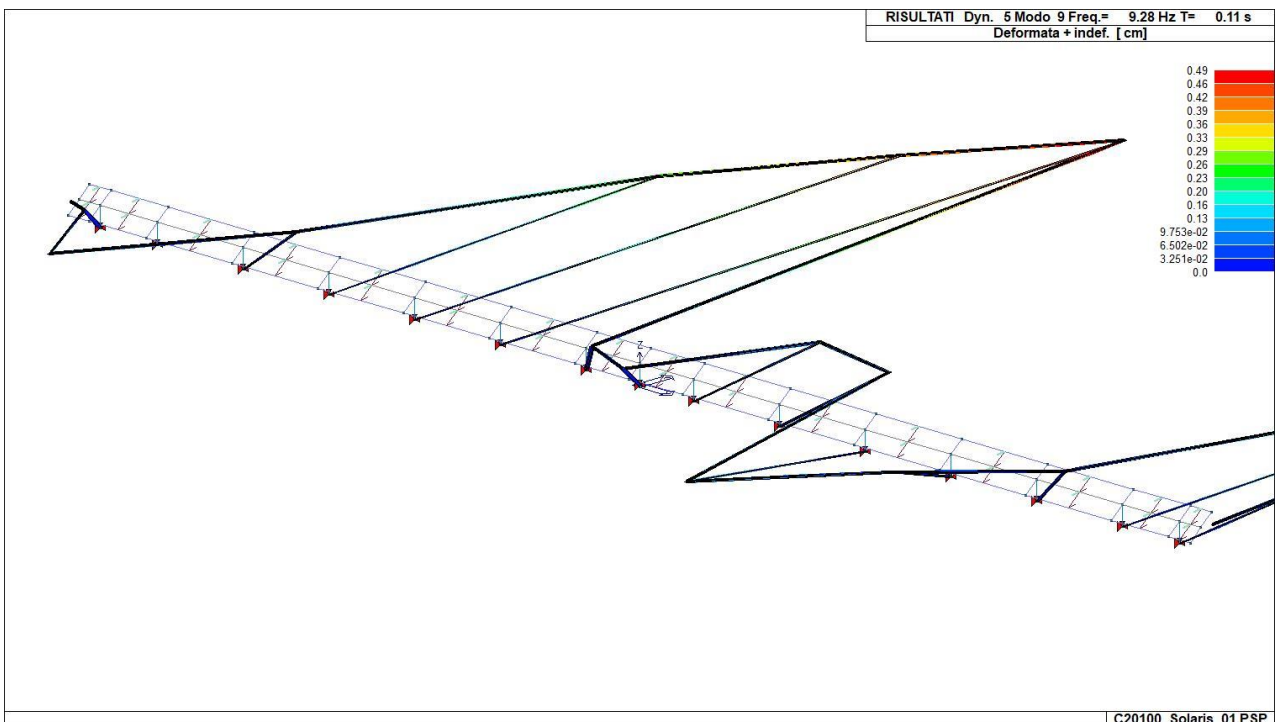 RISULTATI Dyn. 5 Modo 9 Freq.= 9.28 Hz T= 0.11 s
Deformata + indef. [ cm]
0.49
0.46
0.42
0.39
0.36
0.33
0.29
0.26
0.23
0.20
0.16
0.13
9.753e-02
6.502e-02
3.251e-02
0.0
Z
C20100_Solaris_01.PSP